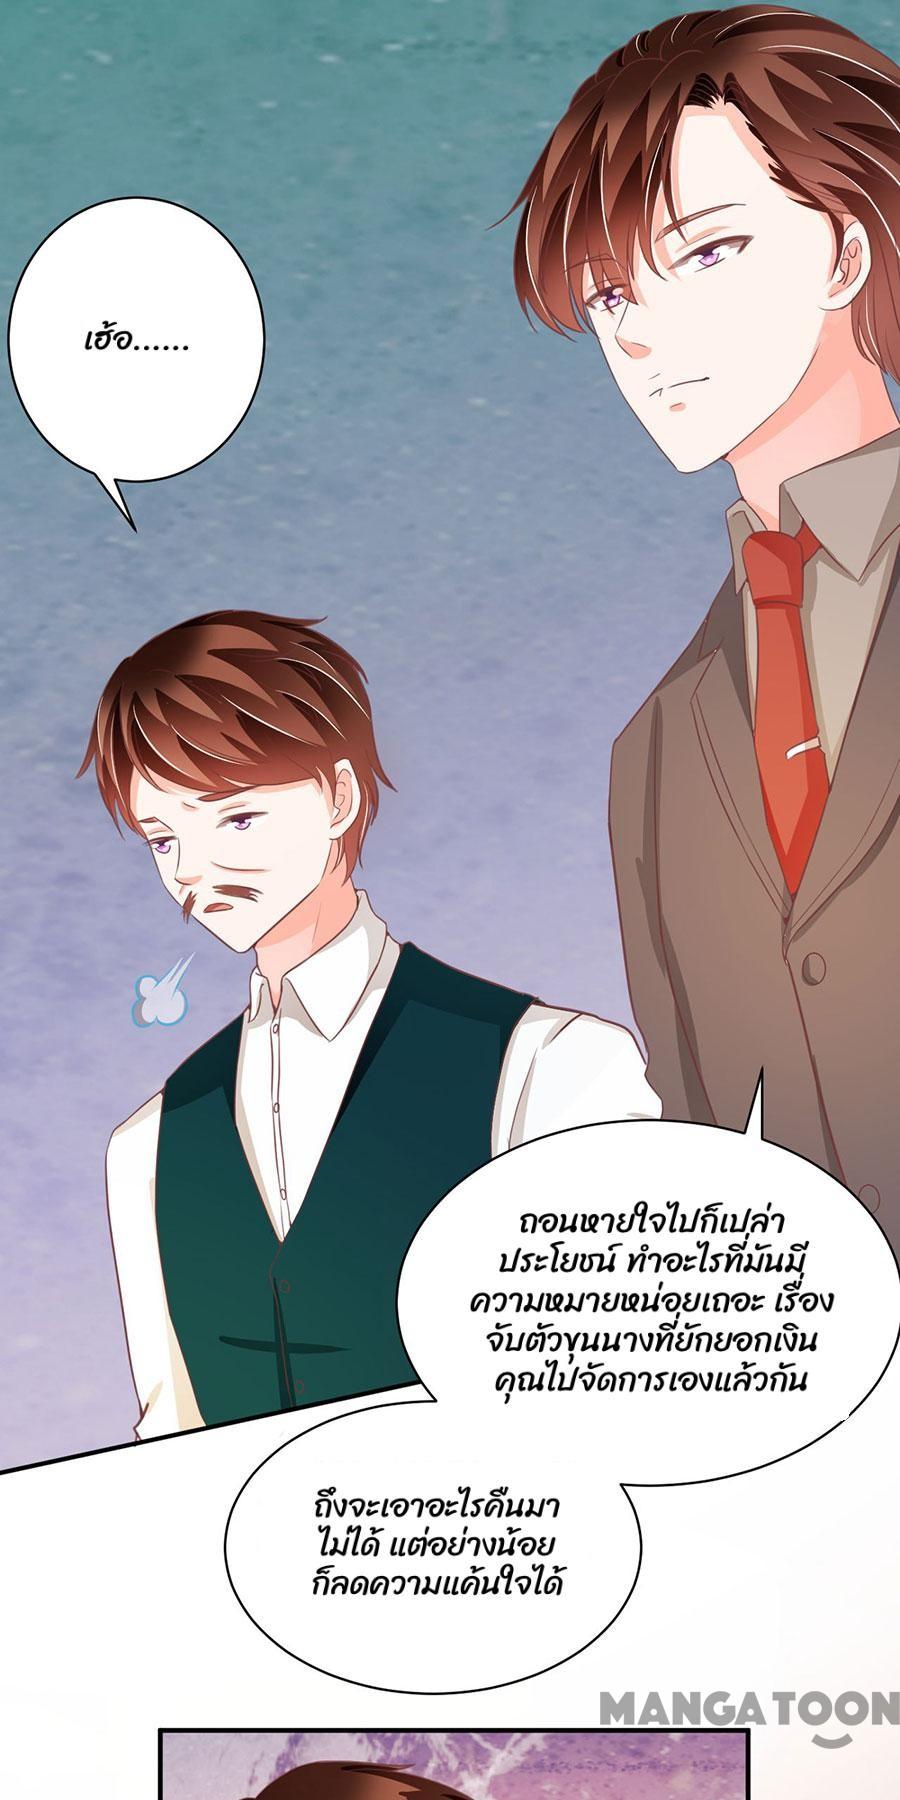 เฮ้อ......
ถอนหายใจไปก็เปล่า
ประโยชน์ ทำอะไรที่มันมี
ความหมายหน่อยเถอะ เรื่อง
จับตัวขุนนางที่ยักยอกเงิน
คุณไปจัดการเองแล้วกัน
ถึงจะเอาอะไรคืนมา
ไม่ได้ แต่อย่างน้อย
ก็ลดความแค้นใจได้
MANGA TOON